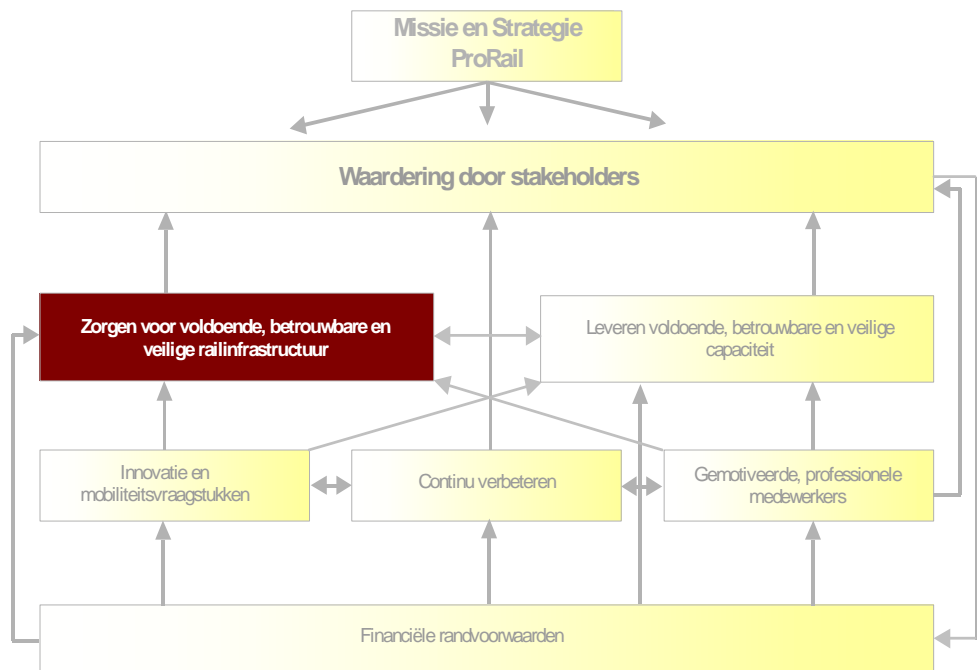 Missie en Strategie
ProRail
Waardering door stakeholders
Zorgen voor voldoende, betrouwbare en
veilige railinfrastructuur
Leveren voldoende, betrouwbare en veilige
capaciteit
Innovatie en
mobiliteitsvraagstukken
Continu verbeteren
Gemotiveerde, professionele
medewerkers
Financiële randvoorwaarden